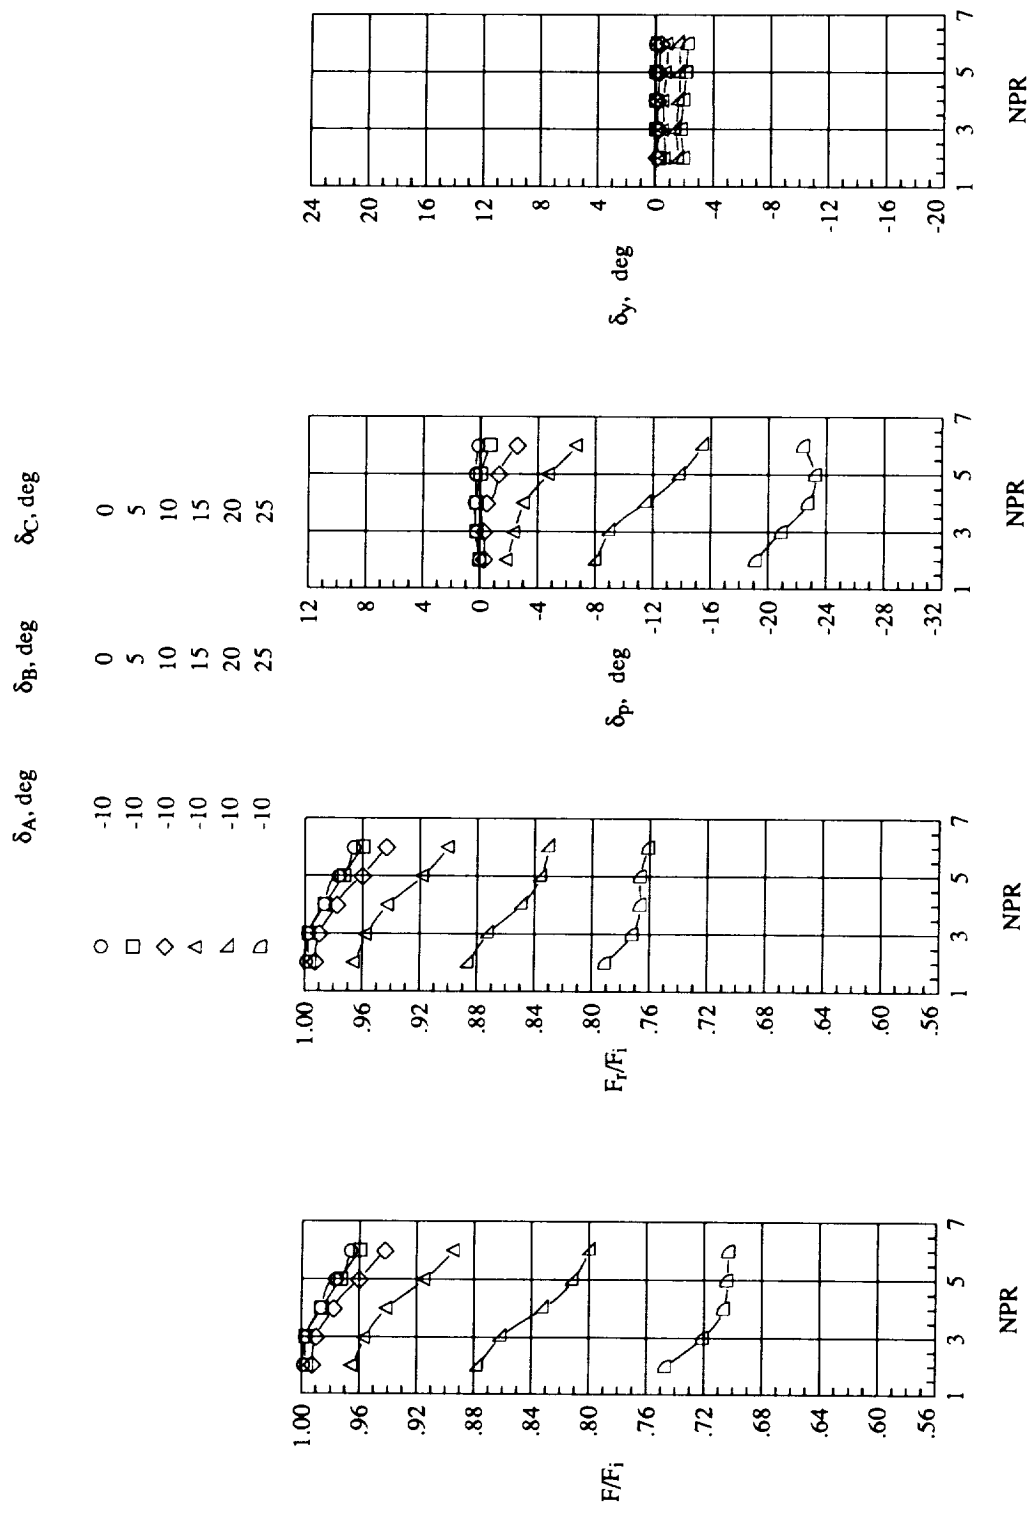 δA, deg δB, deg δC, deg
-10 0 0
-10 5 5
-10 10 10
-10 15 15
-10 20 20
-10 25 25
1.00
.96
.92
.88
.84
.80
.76
.72
.68
.64
.60
.56
F/Fi
1 3 5 7
NPR
1.00
.96
.92
.88
.84
.80
.76
.72
.68
.64
.60
.56
Fr/Fi
1 3 5 7
NPR
12
8
4
0
-4
-8
-12
-16
-20
-24
-28
-32
δp, deg
1 3 5 7
NPR
24
20
16
12
8
4
0
-4
-8
-12
-16
-20
δy, deg
1 3 5 7
NPR